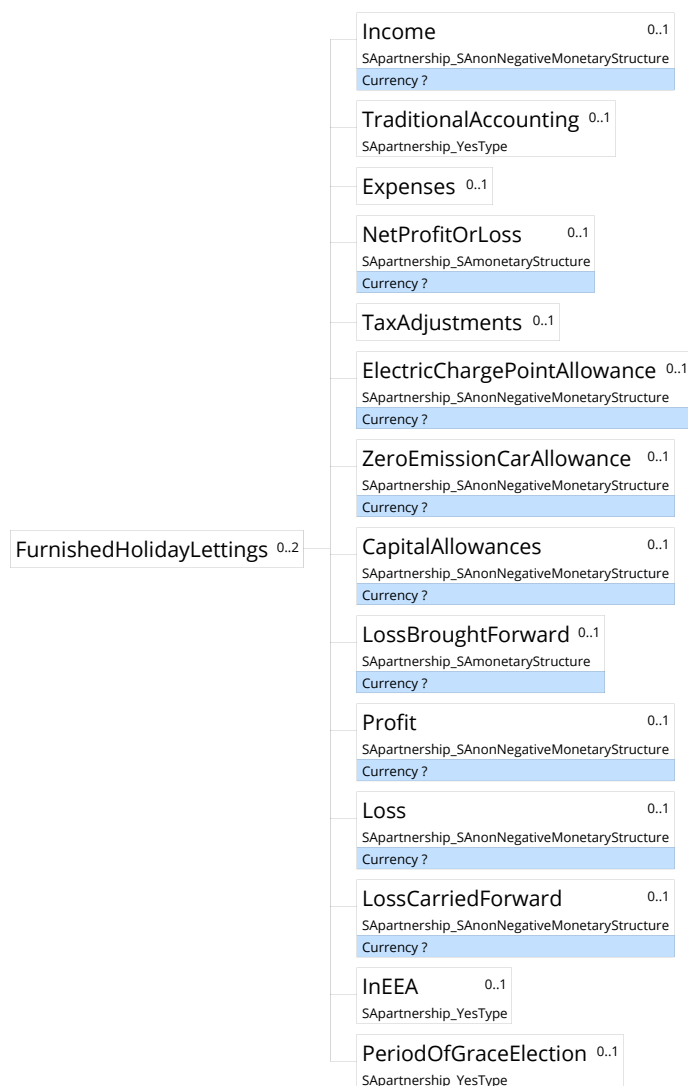 Income 0..1
SApartnership_SAnonNegativeMonetaryStructure
Currency ?
TraditionalAccounting 0..1
SApartnership_YesType
Expenses 0..1
NetProfitOrLoss 0..1
SApartnership_SAmonetaryStructure
Currency ?
TaxAdjustments 0..1
ElectricChargePointAllowance 0..1
SApartnership_SAnonNegativeMonetaryStructure
Currency ?
ZeroEmissionCarAllowance 0..1
SApartnership_SAnonNegativeMonetaryStructure
Currency ?
FurnishedHolidayLettings 0..2
CapitalAllowances 0..1
SApartnership_SAnonNegativeMonetaryStructure
Currency ?
LossBroughtForward 0..1
SApartnership_SAmonetaryStructure
Currency ?
Profit 0..1
SApartnership_SAnonNegativeMonetaryStructure
Currency ?
Loss 0..1
SApartnership_SAnonNegativeMonetaryStructure
Currency ?
LossCarriedForward 0..1
SApartnership_SAnonNegativeMonetaryStructure
Currency ?
InEEA 0..1
SApartnership_YesType
PeriodOfGraceElection 0..1
SApartnership_YesType